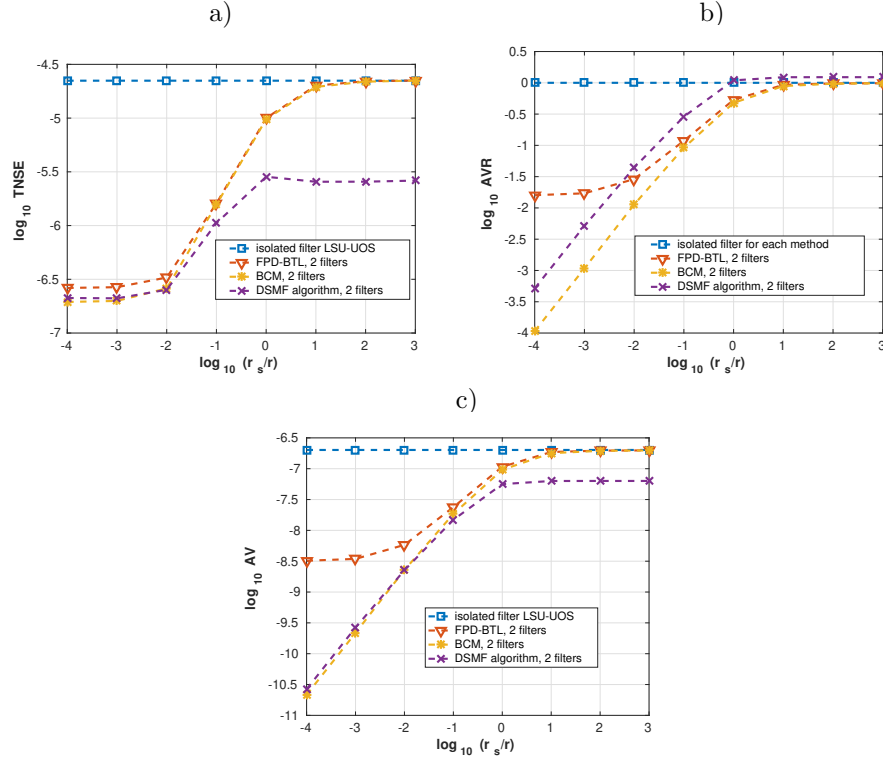 a)
-4.5
-5
-5.5
-6
-6.5
-7
log10 TNSE
isolated filter LSU-UOS
FPD-BTL, 2 filters
BCM, 2 filters
DSMF algorithm, 2 filters
-4 -3 -2 -1 0 1 2 3
log10 (rs/r)
b)
0.5
0
-0.5
-1
-1.5
-2
-2.5
-3
-3.5
-4
log10 AVR
isolated filter for each method
FPD-BTL, 2 filters
BCM, 2 filters
DSMF algorithm, 2 filters
-4 -3 -2 -1 0 1 2 3
log10 (rs/r)
c)
-6.5
-7
-7.5
-8
-8.5
-9
-9.5
-10
-10.5
-11
log10 AV
isolated filter LSU-UOS
FPD-BTL, 2 filters
BCM, 2 filters
DSMF algorithm, 2 filters
-4 -3 -2 -1 0 1 2 3
log10 (rs/r)